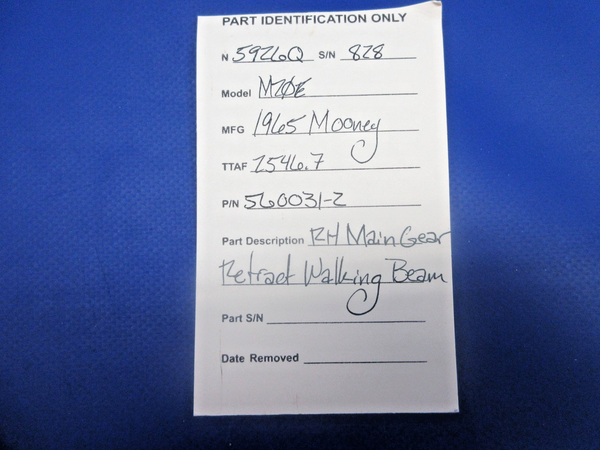 PART IDENTIFICATION ONLY
N 5926Q S/N 828
Model M20E
MFG 1965 Mooney
TTAF 2546.7
P/N 560031-2
Part Description RH Main Gear
Retract Walking Beam
Part S/N
Date Removed